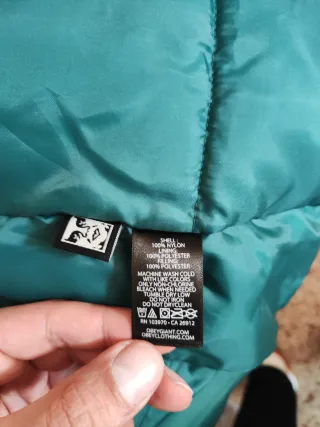 SHELL:
100% NYLON
LINING:
100% POLYESTER
FILLING:
100% POLYESTER
MACHINE WASH COLD
WITH LIKE COLORS
ONLY NON-CHLORINE
BLEACH WHEN NEEDED
TUMBLE DRY LOW
DO NOT IRON
DO NOT DRYCLEAN
RN 103970 - CA 26912
OBEYGIANT.COM
OBEYCLOTHING.COM